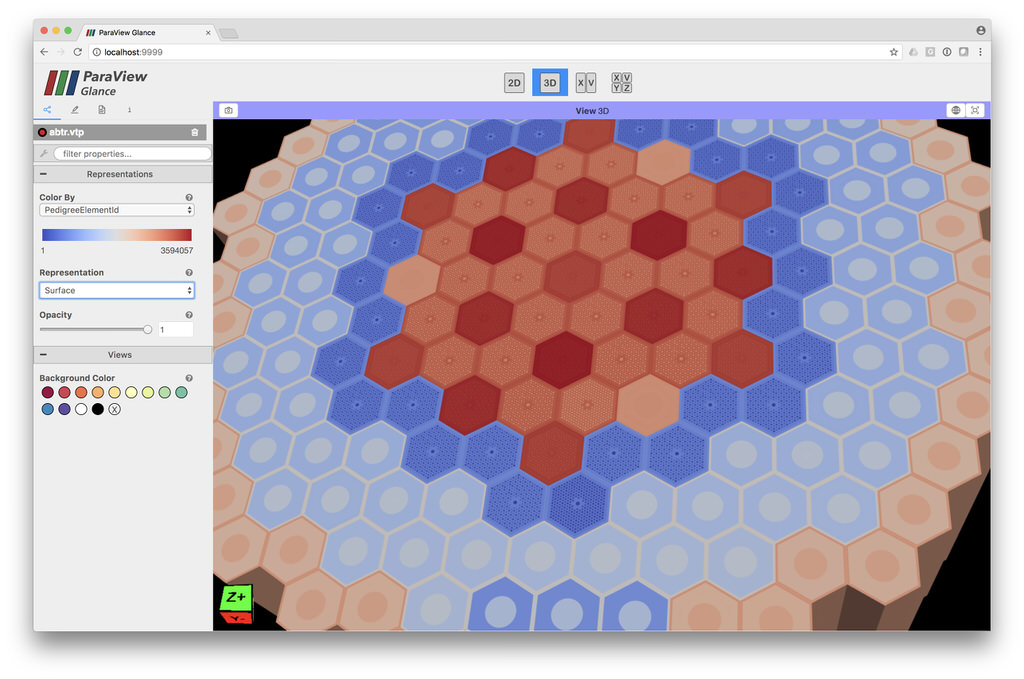 ParaView Glance
localhost:9999
ParaView
Glance
2D
3D
X V
X V
Y Z
View 3D
abtr.vtp
filter properties...
Representations
Color By
PedigreeElementId
1
3594057
Representation
Surface
Opacity
1
Views
Background Color
X
Z+
Y-